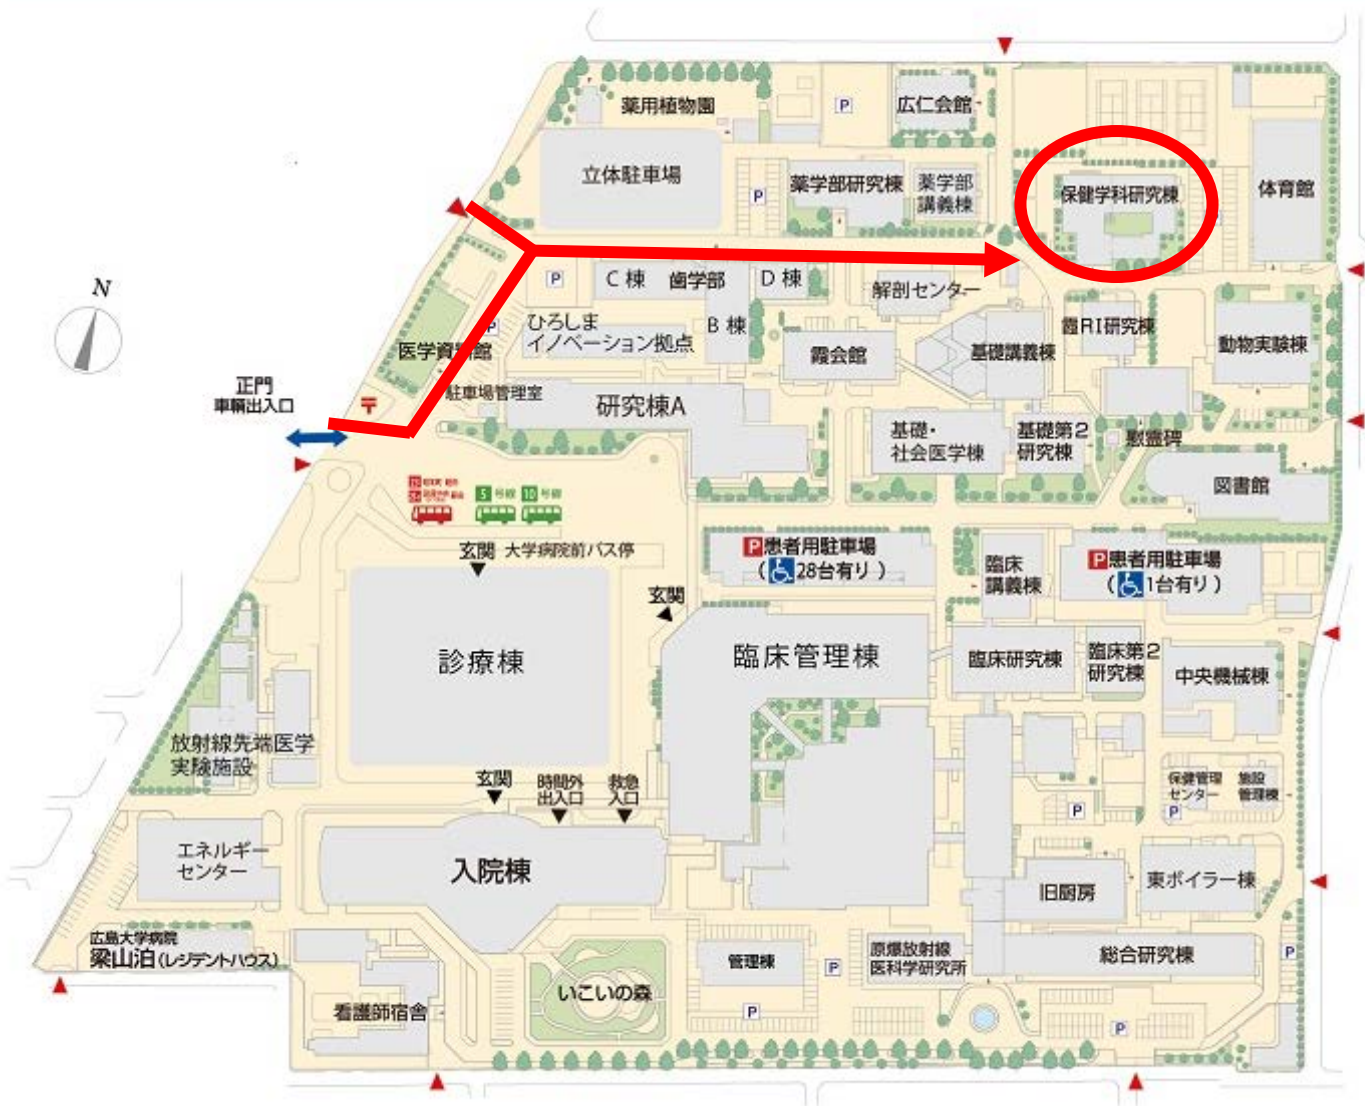 薬用植物園
P
広仁会館
立体駐車場
P
薬学部研究棟
薬学部
講義棟
保健学科研究棟
体育館
N
P
C 棟
歯学部
D 棟
解剖センター
ひろしま
イノベーション拠点
B 棟
霞会館
基礎講義棟
霞RI研究棟
動物実験棟
医学資料館
P
正門
車輌出入口
〒
駐車場管理室
研究棟A
基礎・
社会医学棟
基礎第2
研究棟
慰霊碑
図書館
5 号線
10 号線
玄関
大学病院前バス停
P患者用駐車場
( 28台有り )
臨床
講義棟
P患者用駐車場
( 1台有り )
玄関
診療棟
臨床管理棟
臨床研究棟
臨床第2
研究棟
中央機械棟
放射線先端医学
実験施設
玄関
時間外
出入口
救急
入口
保健管理
センター
施設
管理棟
P
P
エネルギー
センター
入院棟
旧厨房
東ボイラー棟
広島大学病院
梁山泊(レジデントハウス)
管理棟
P
原爆放射線
医科学研究所
総合研究棟
P
看護師宿舎
いこいの森
P
P